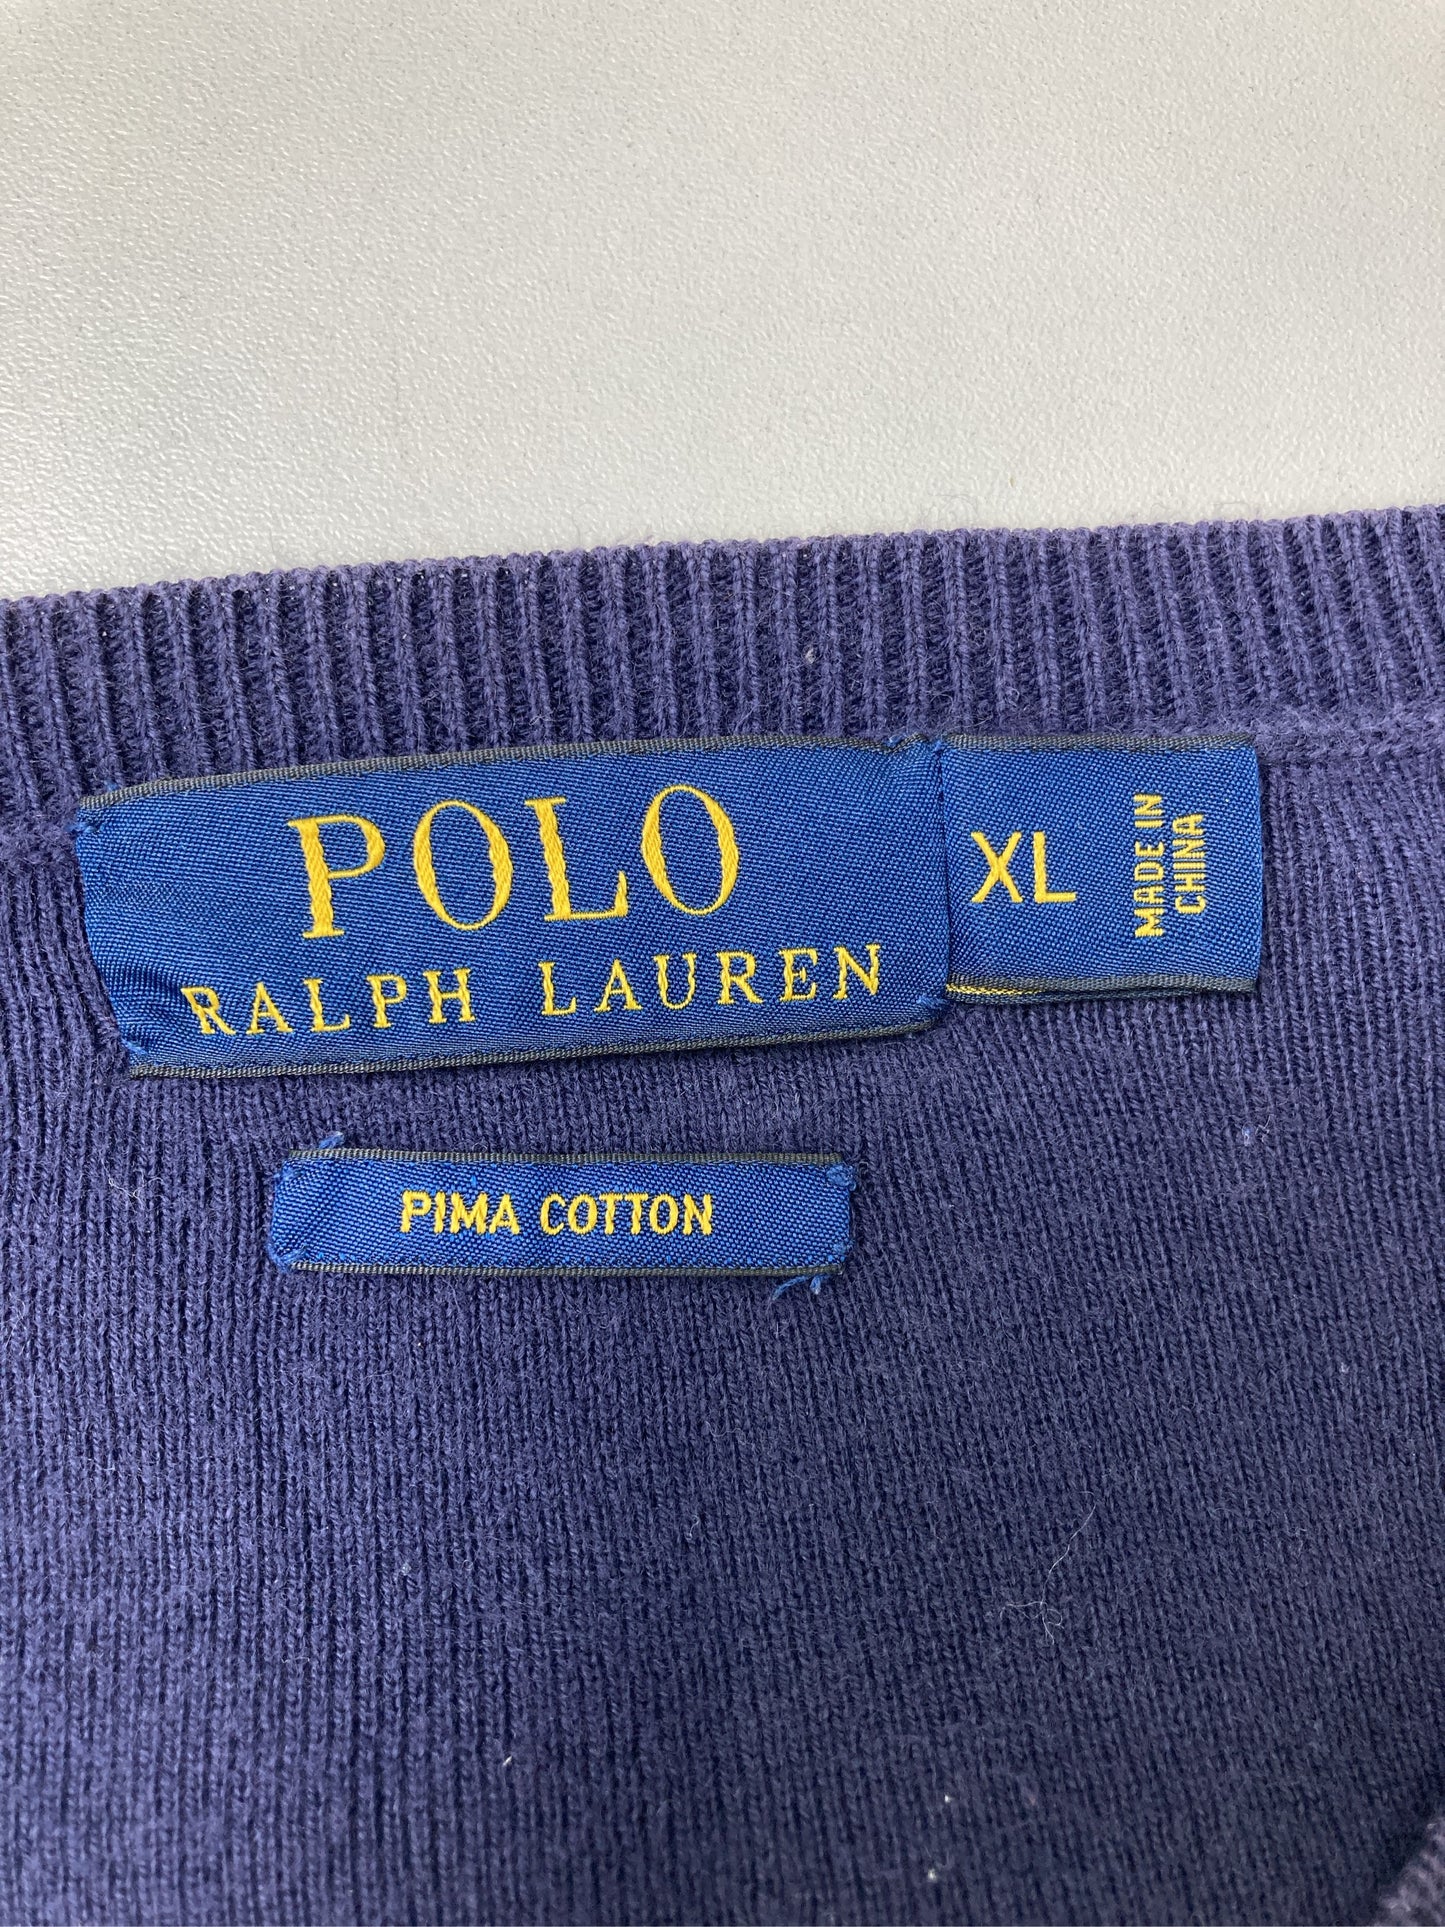 POLO
RALPH LAUREN
XL
MADE IN
CHINA
PIMA COTTON